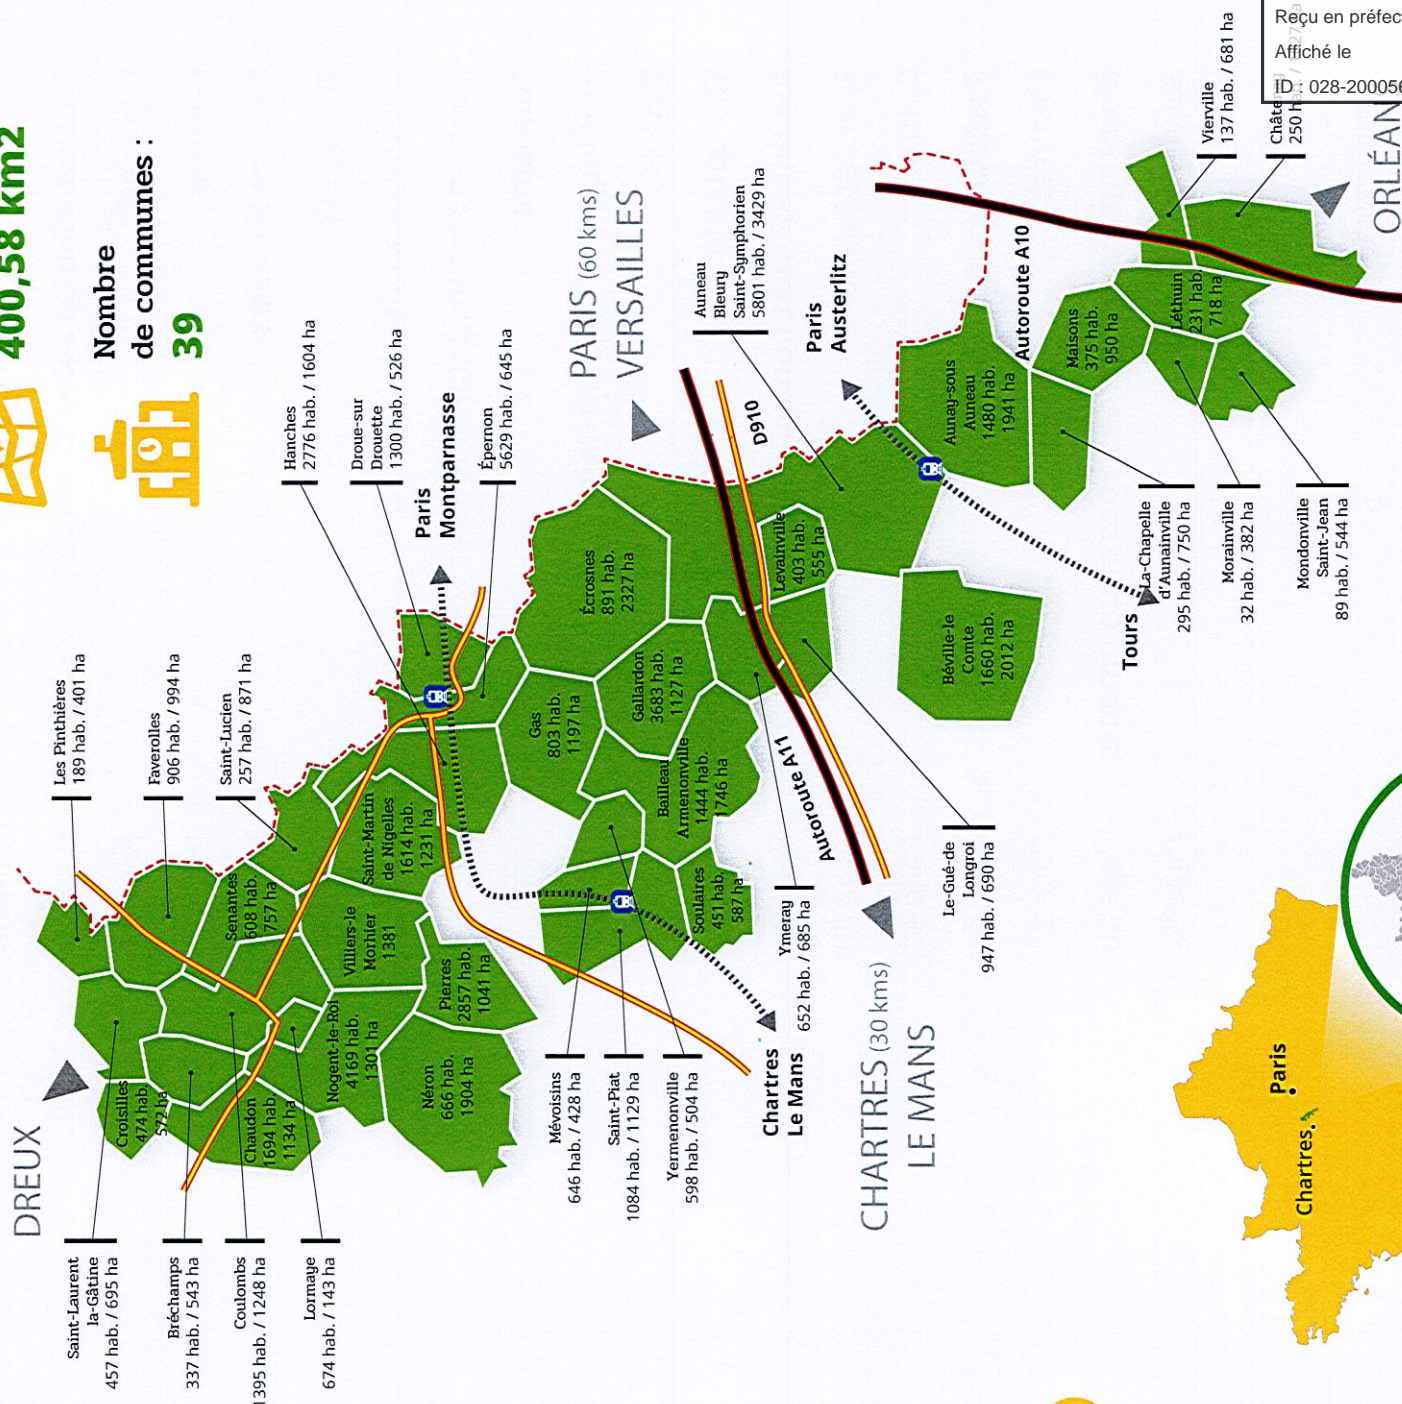 400,58 km2
Nombre
de communes :
39
Reçu en préfec
Affiché le
ID : 028-200056
DREUX
PARIS (60 kms)
VERSAILLES
CHARTRES (30 kms)
LE MANS
ORLÉAN
Les Pinthières
189 hab. / 401 ha
Faverolles
906 hab. / 994 ha
Saint-Lucien
257 hab. / 871 ha
Hanches
2776 hab. / 1604 ha
Droue-sur
Drouette
1300 hab. / 526 ha
Épernon
5629 hab. / 645 ha
Paris
Montparnasse
Auneau
Bleury
Saint-Symphorien
5801 hab. / 3429 ha
Paris
Austerlitz
Vierville
137 hab. / 681 ha
Châte
250 h
Saint-Laurent
la-Gâtine
457 hab. / 695 ha
Bréchamps
337 hab. / 543 ha
Coulombs
1395 hab. / 1248 ha
Lormaye
674 hab. / 143 ha
Croisilles
474 hab.
572 ha
Chaudon
1694 hab.
1134 ha
Nogent-le-Roi
4169 hab.
1301 ha
Néron
666 hab.
1904 ha
Pierres
2857 hab.
1041 ha
Villiers-le
Morhier
1381
Senantes
608 hab.
757 ha
Saint-Martin
de Nigelles
1614 hab.
1231 ha
Gas
803 hab.
1197 ha
Écrosnes
891 hab.
2327 ha
Gallardon
3683 hab.
1127 ha
Bailleau
Armenonville
1444 hab.
1746 ha
Soulaires
451 hab.
587 ha
Levainville
403 hab.
555 ha
D910
Autoroute A11
Autoroute A10
Aunay-sous
Auneau
1480 hab.
1941 ha
Maisons
375 hab.
950 ha
Léthuin
231 hab.
718 ha
Béville-le
Comte
1660 hab.
2012 ha
Tours
La-Chapelle
d'Aunainville
295 hab. / 750 ha
Morainville
32 hab. / 382 ha
Mondonville
Saint-Jean
89 hab. / 544 ha
Mévoisins
646 hab. / 428 ha
Saint-Piat
1084 hab. / 1129 ha
Yermenonville
598 hab. / 504 ha
Chartres
Le Mans
Ymeray
652 hab. / 685 ha
Le-Gué-de
Longroi
947 hab. / 690 ha
Paris
Chartres